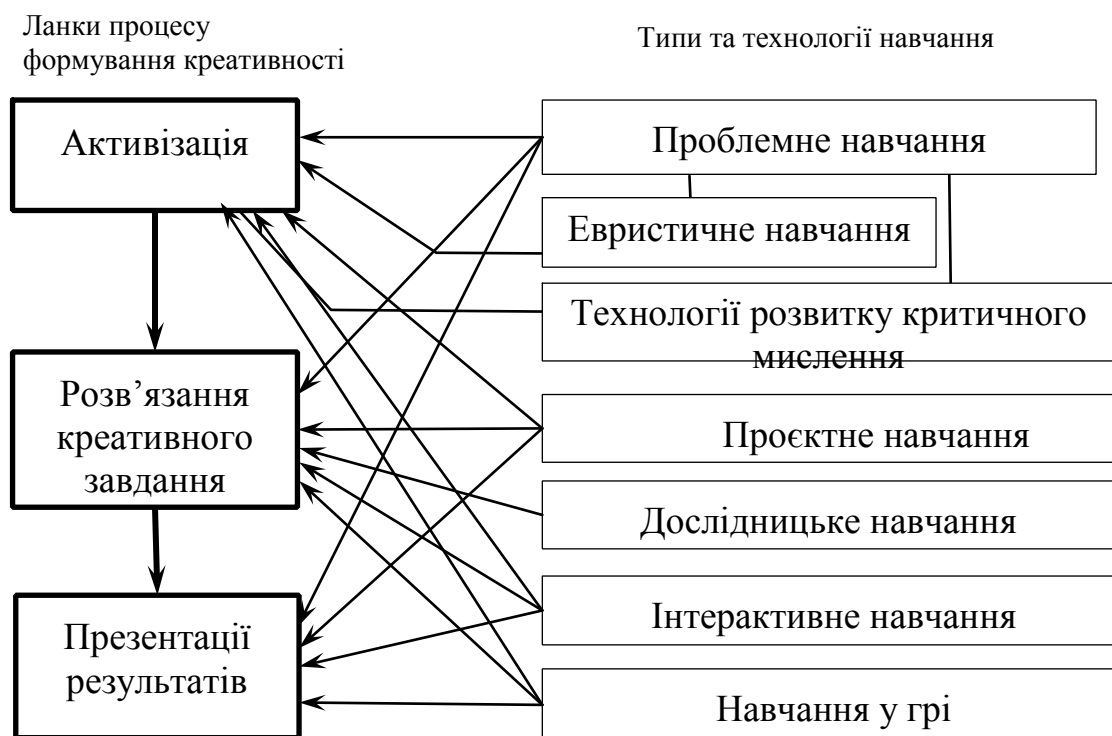 Ланки процесу
формування креативності
Типи та технології навчання
Активізація
Розв’язання
креативного
завдання
Презентації
результатів
Проблемне навчання
Евристичне навчання
Технології розвитку критичного
мислення
Проєктне навчання
Дослідницьке навчання
Інтерактивне навчання
Навчання у грі